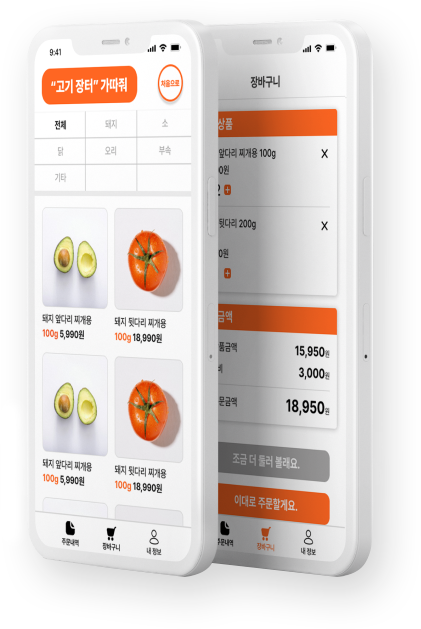 9:41
“고기 장터” 가따줘
처음으로
전체
돼지
소
닭
오리
부속
기타
돼지 앞다리 찌개용
100g 5,990원
돼지 뒷다리 찌개용
100g 18,990원
돼지 앞다리 찌개용
100g 5,990원
돼지 뒷다리 찌개용
100g 18,990원
주문내역
장바구니
내 정보
장바구니
상품
앞다리 찌개용 100g
X
0원
2 +
뒷다리 200g
X
0원
+
금액
품금액
15,950원
비
3,000원
문금액
18,950원
조금 더 둘러 볼래요.
이대로 주문할게요.
문내역
장바구니
내 정보